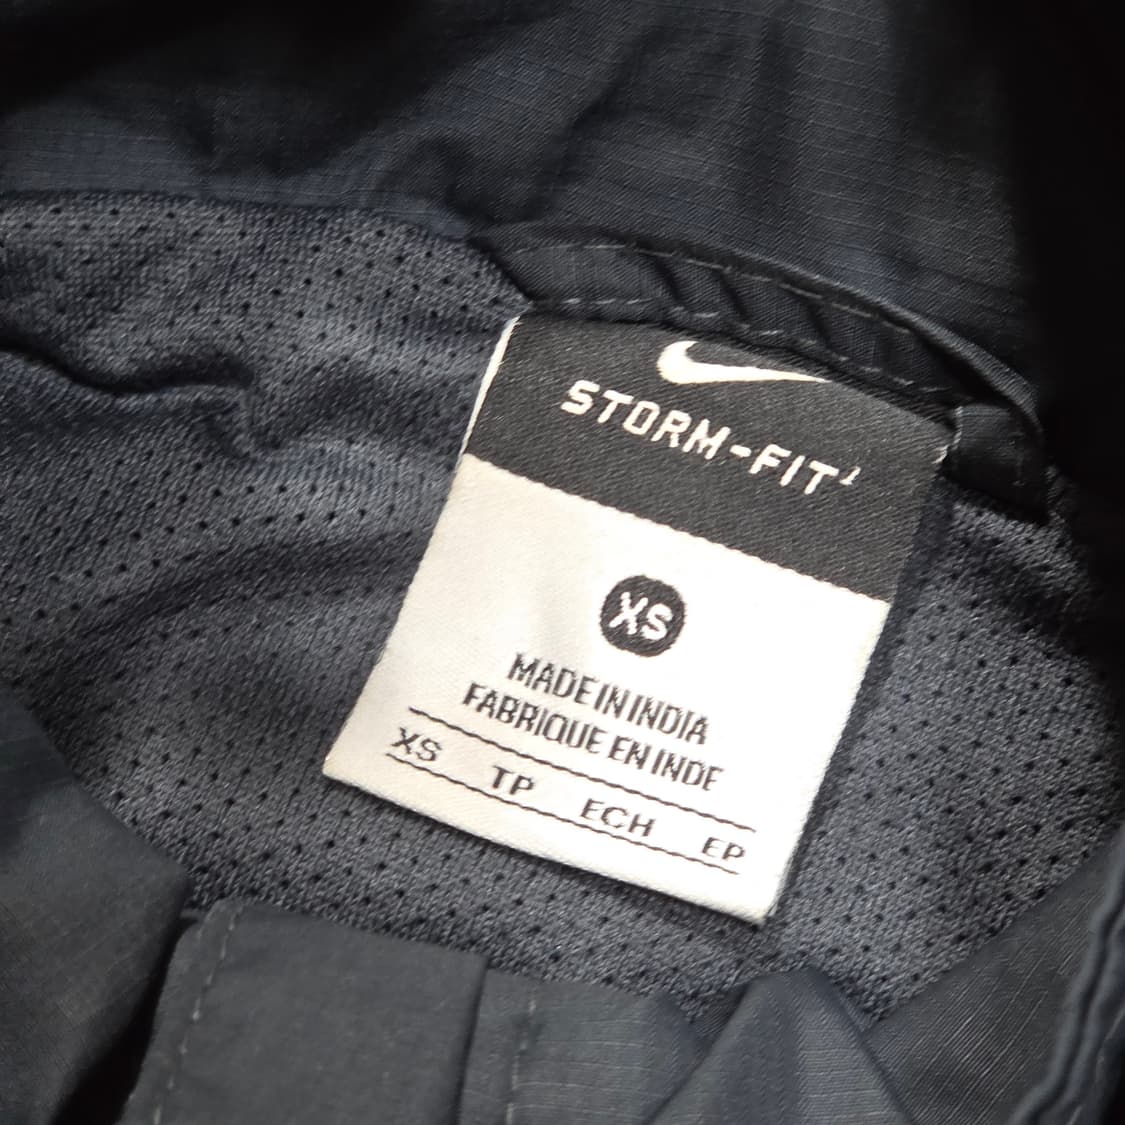 STORM-FIT
XS
MADE IN INDIA
FABRIQUE EN INDE
XS TP ECH EP